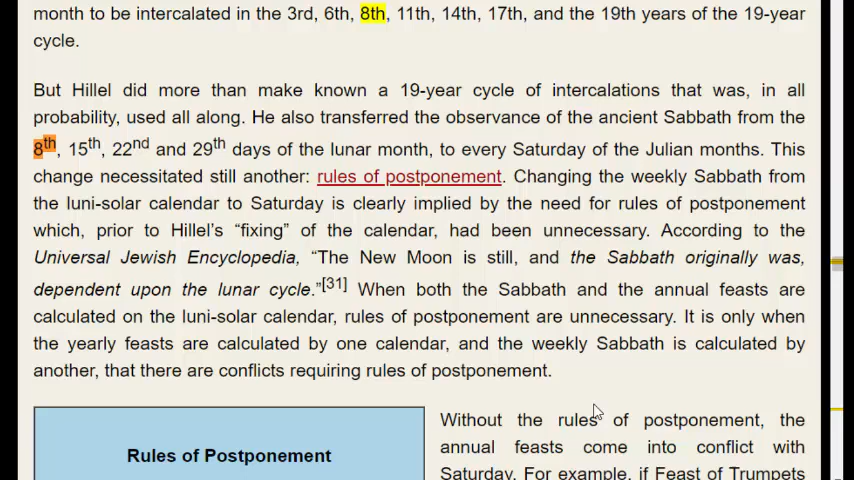 month to be intercalated in the 3rd, 6th, 8th, 11th, 14th, 17th, and the 19th years of the 19-year
cycle.
But Hillel did more than make known a 19-year cycle of intercalations that was, in all
probability, used all along. He also transferred the observance of the ancient Sabbath from the
8th, 15th, 22nd and 29th days of the lunar month, to every Saturday of the Julian months. This
change necessitated still another: rules of postponement. Changing the weekly Sabbath from
the luni-solar calendar to Saturday is clearly implied by the need for rules of postponement
which, prior to Hillel’s “fixing” of the calendar, had been unnecessary. According to the
Universal Jewish Encyclopedia, “The New Moon is still, and the Sabbath originally was,
dependent upon the lunar cycle.”[31] When both the Sabbath and the annual feasts are
calculated on the luni-solar calendar, rules of postponement are unnecessary. It is only when
the yearly feasts are calculated by one calendar, and the weekly Sabbath is calculated by
another, that there are conflicts requiring rules of postponement.
Rules of Postponement
Without the rules of postponement, the
annual feasts come into conflict with
Saturday. For example, if Feast of Trumpets